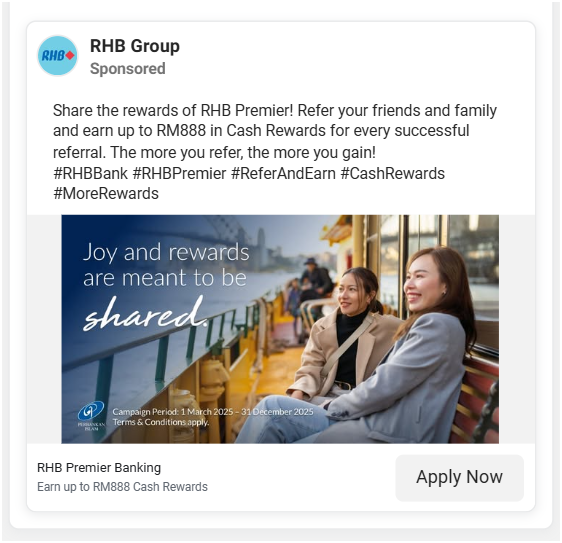 RHB
RHB Group
Sponsored
Share the rewards of RHB Premier! Refer your friends and family
and earn up to RM888 in Cash Rewards for every successful
referral. The more you refer, the more you gain!
#RHBBank #RHBPremier #ReferAndEarn #CashRewards
#MoreRewards
Joy and rewards
are meant to be
shared.
PERBANKAN
ISLAM
Campaign Period: 1 March 2025 – 31 December 2025
Terms & Conditions apply.
RHB Premier Banking
Earn up to RM888 Cash Rewards
Apply Now